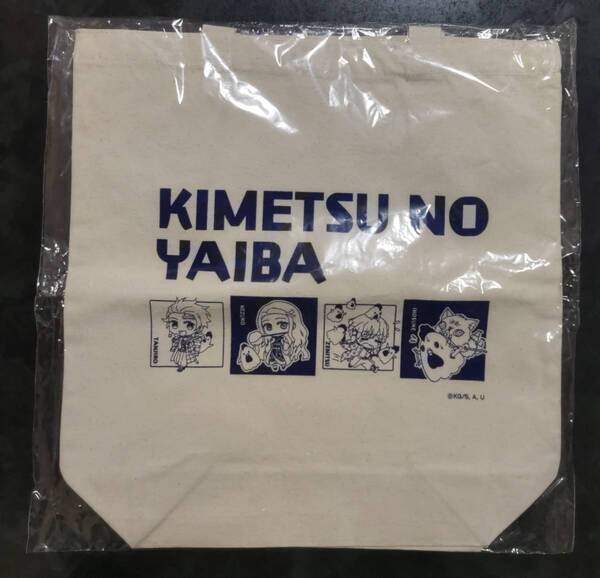 KIMETSU NO
YAIBA
TANJIRO
NEZUKO
ZENITSU
INOSUKE
©KG/S, A, U